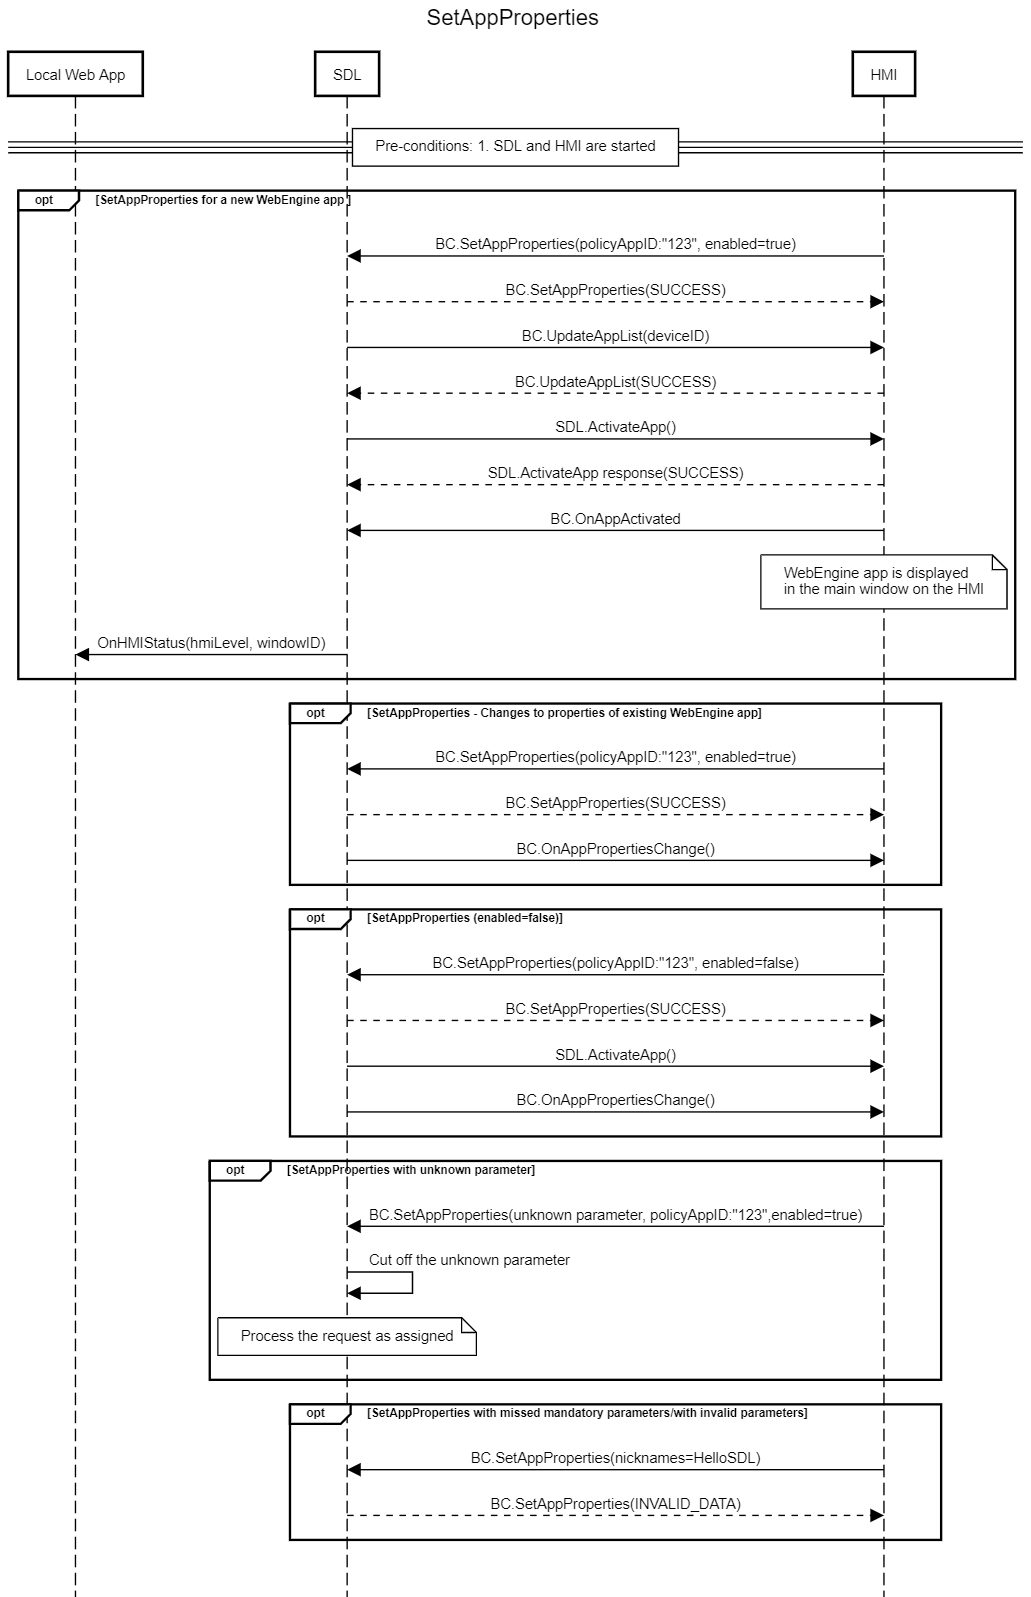 SetAppProperties
Local Web App
SDL
HMI
Pre-conditions: 1. SDL and HMI are started
opt
[SetAppProperties for a new WebEngine app ]
BC.SetAppProperties(policyAppID:"123", enabled=true)
BC.SetAppProperties(SUCCESS)
BC.UpdateAppList(deviceID)
BC.UpdateAppList(SUCCESS)
SDL.ActivateApp()
SDL.ActivateApp response(SUCCESS)
BC.OnAppActivated
WebEngine app is displayed
in the main window on the HMI
OnHMIStatus(hmiLevel, windowID)
opt
[SetAppProperties - Changes to properties of existing WebEngine app]
BC.SetAppProperties(policyAppID:"123", enabled=true)
BC.SetAppProperties(SUCCESS)
BC.OnAppPropertiesChange()
opt
[SetAppProperties (enabled=false)]
BC.SetAppProperties(policyAppID:"123", enabled=false)
BC.SetAppProperties(SUCCESS)
SDL.ActivateApp()
BC.OnAppPropertiesChange()
opt
[SetAppProperties with unknown parameter]
BC.SetAppProperties(unknown parameter, policyAppID:"123",enabled=true)
Cut off the unknown parameter
Process the request as assigned
opt
[SetAppProperties with missed mandatory parameters/with invalid parameters]
BC.SetAppProperties(nicknames=HelloSDL)
BC.SetAppProperties(INVALID_DATA)